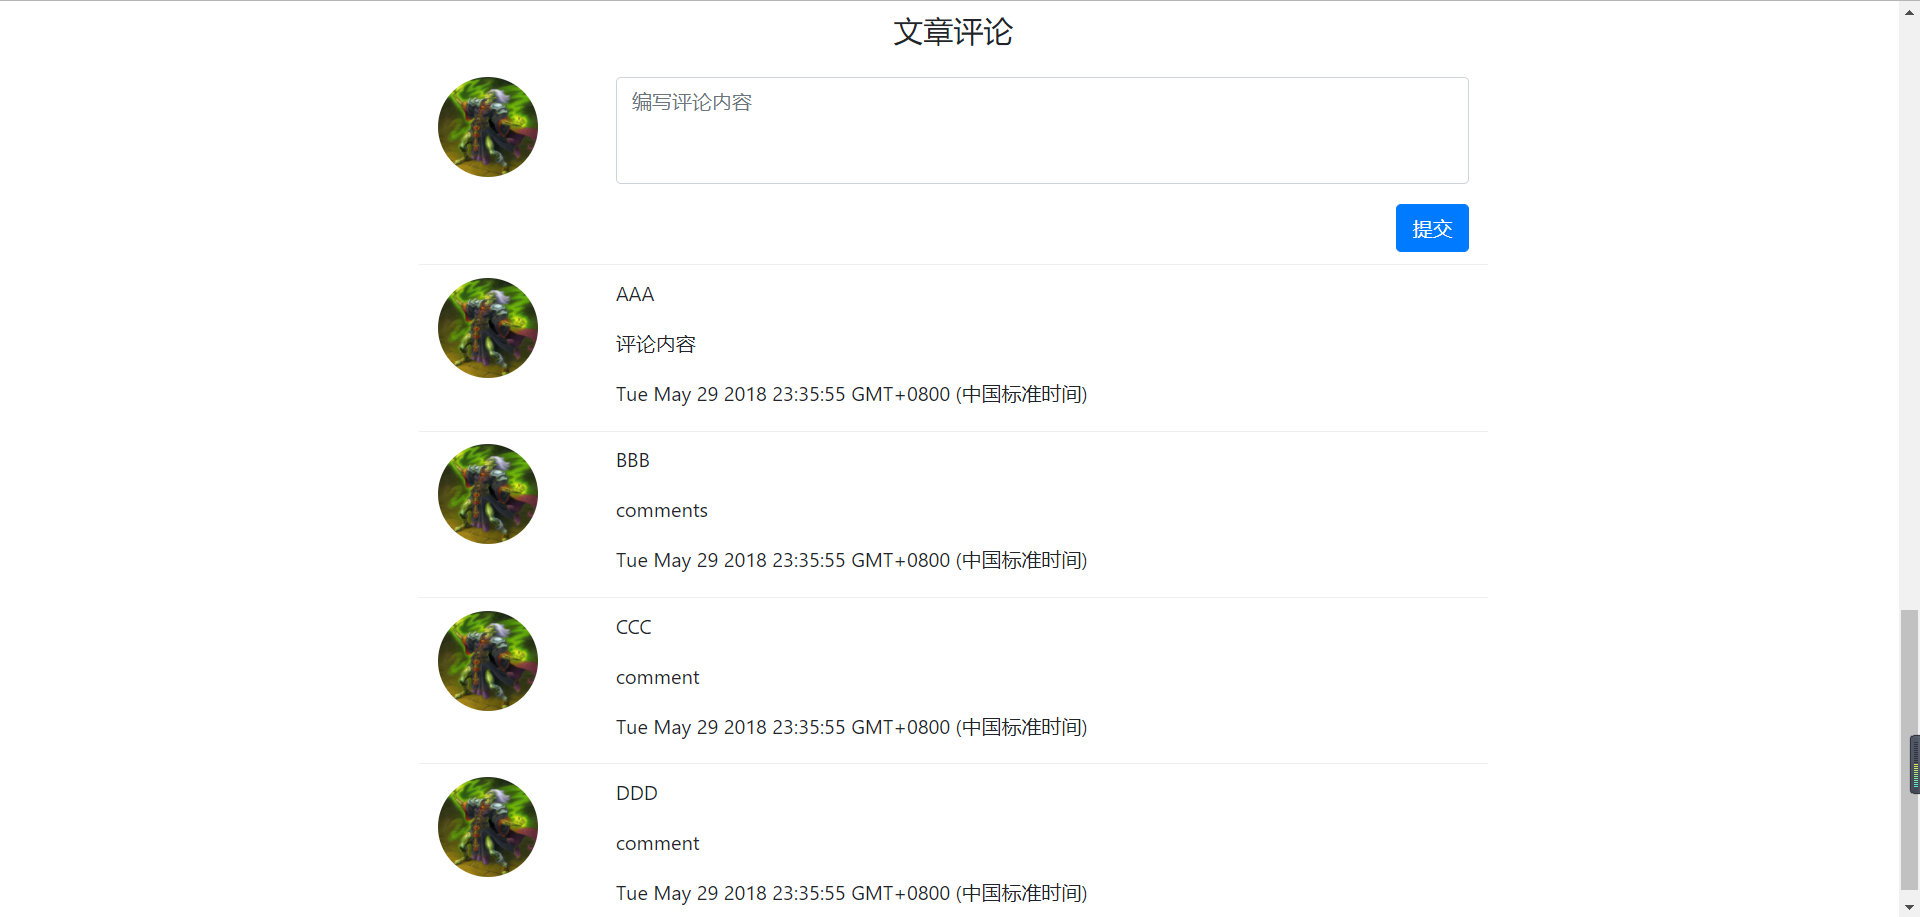 文章评论
编写评论内容
提交
AAA
评论内容
Tue May 29 2018 23:35:55 GMT+0800 (中国标准时间)
BBB
comments
Tue May 29 2018 23:35:55 GMT+0800 (中国标准时间)
CCC
comment
Tue May 29 2018 23:35:55 GMT+0800 (中国标准时间)
DDD
comment
Tue May 29 2018 23:35:55 GMT+0800 (中国标准时间)